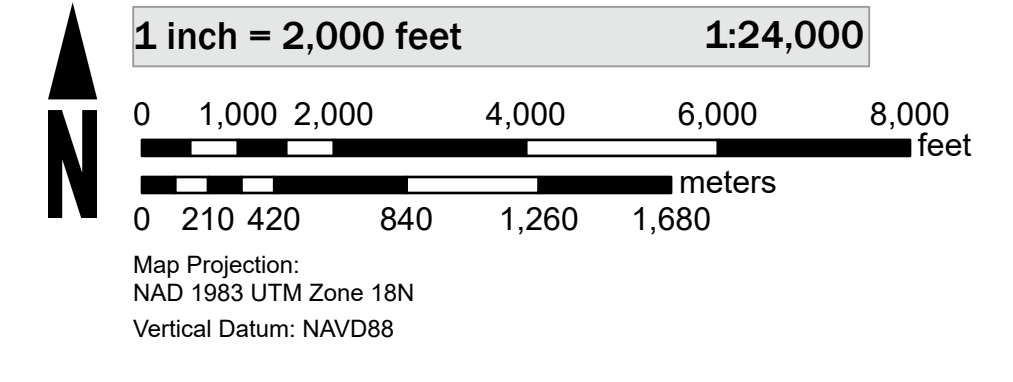 1 inch = 2,000 feet 1:24,000
0 1,000 2,000 4,000 6,000 8,000
feet
meters
0 210 420 840 1,260 1,680
N
Map Projection:
NAD 1983 UTM Zone 18N
Vertical Datum: NAVD88